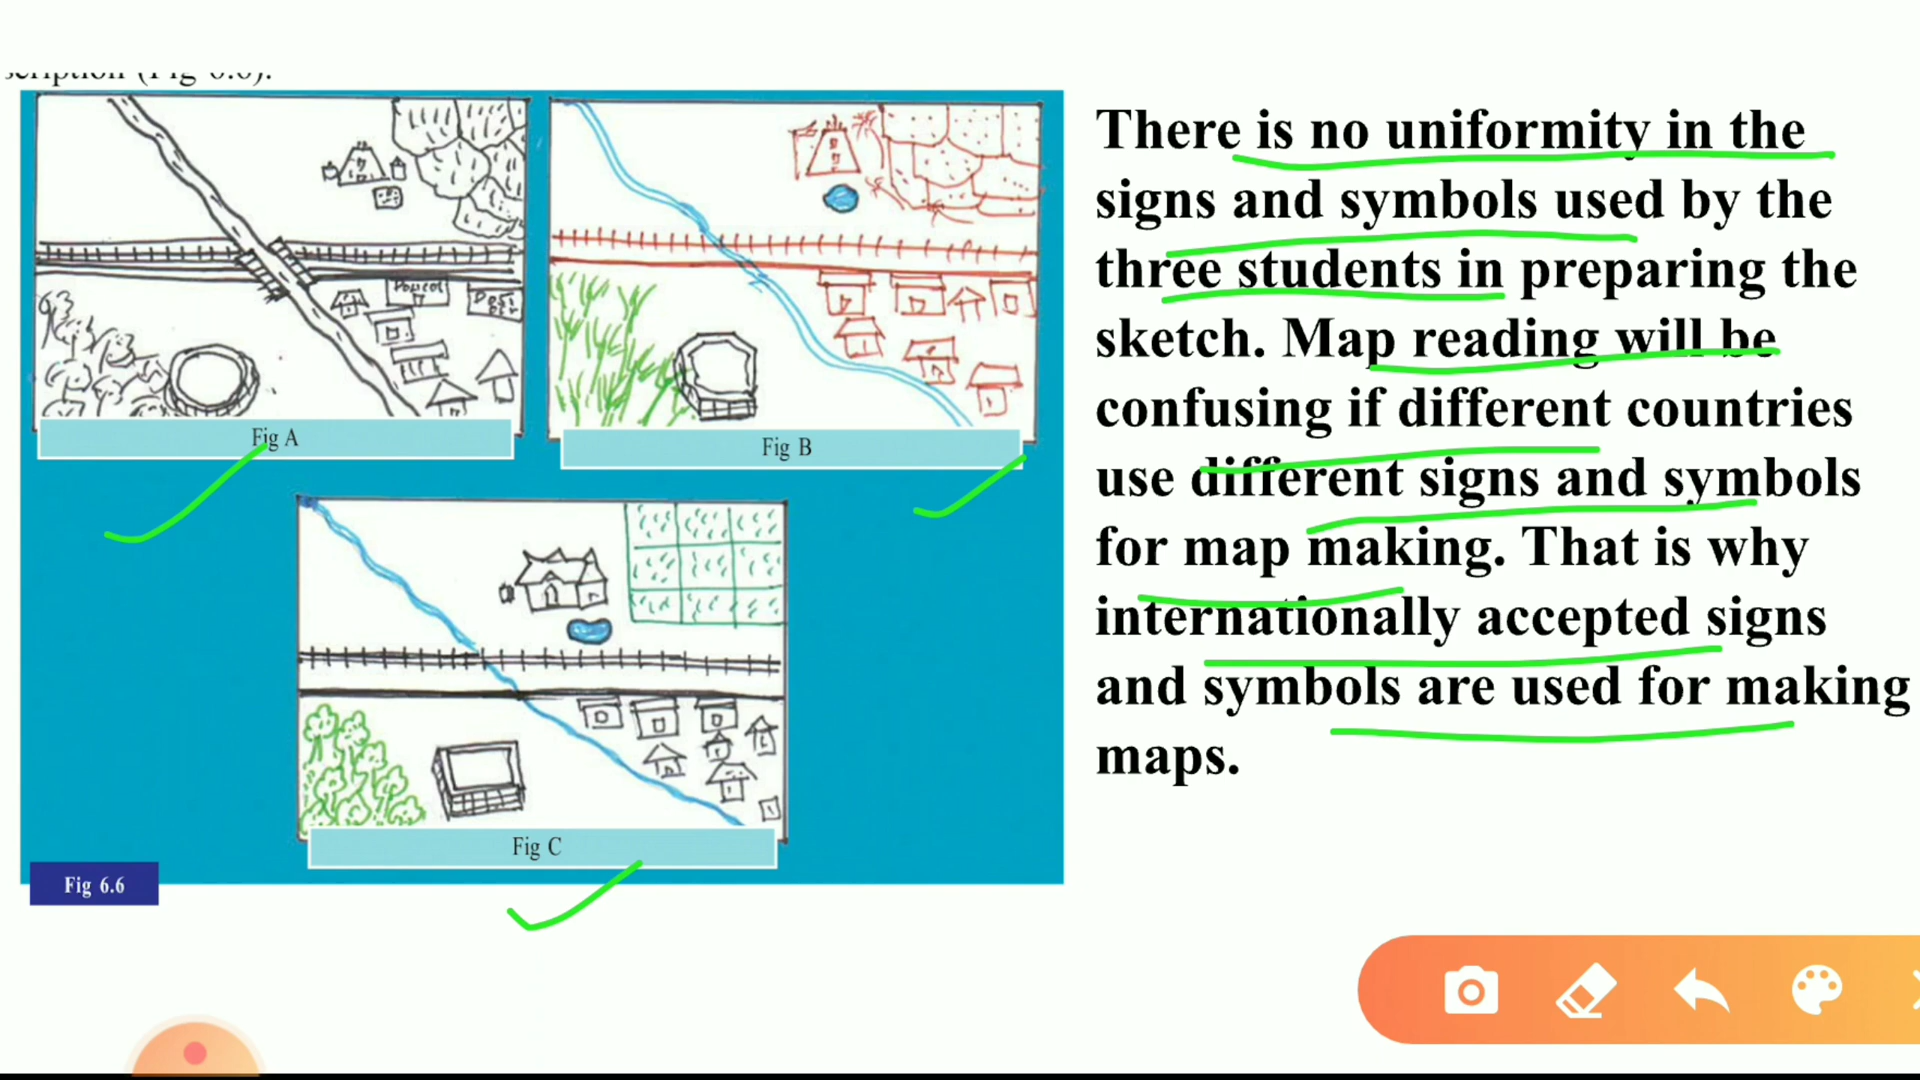 Fig A
Fig B
Fig C
Fig 6.6
There is no uniformity in the
signs and symbols used by the
three students in preparing the
sketch. Map reading will be
confusing if different countries
use different signs and symbols
for map making. That is why
internationally accepted signs
and symbols are used for making
maps.